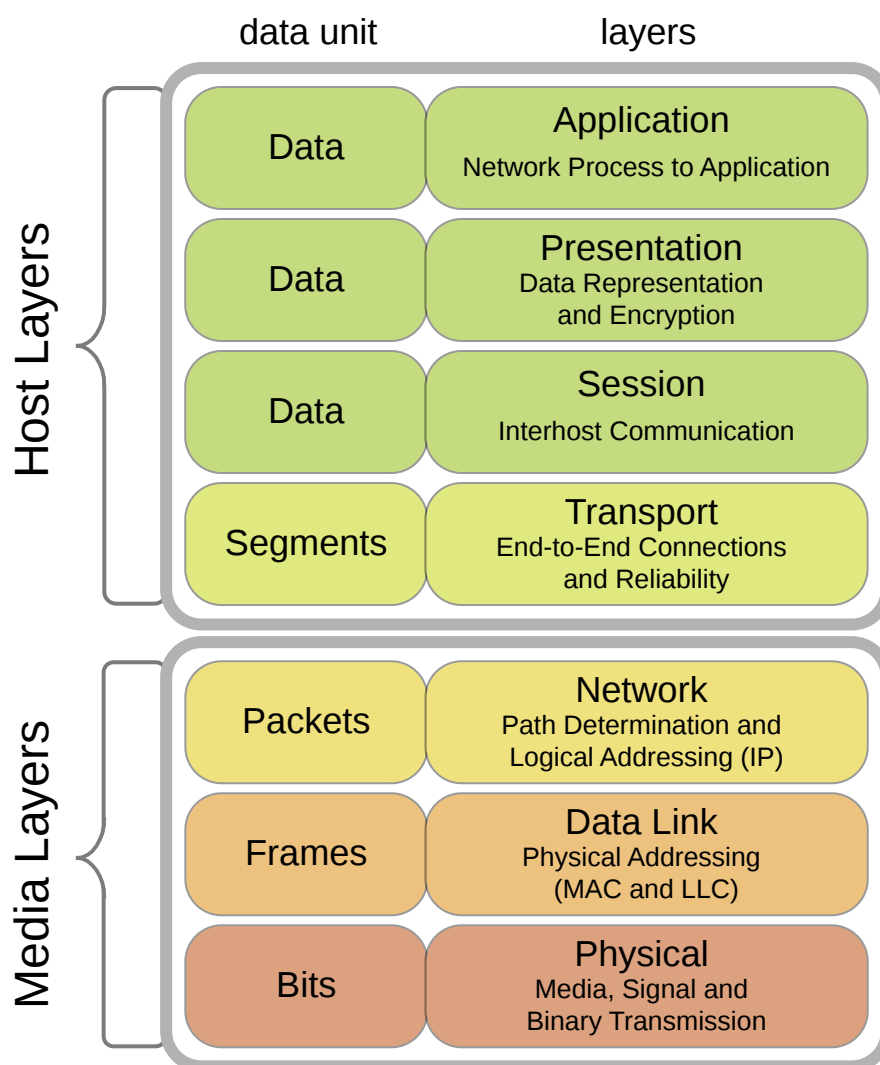 data unit
layers
Host Layers
Data
Application
Network Process to Application
Data
Presentation
Data Representation
and Encryption
Data
Session
Interhost Communication
Segments
Transport
End-to-End Connections
and Reliability
Media Layers
Packets
Network
Path Determination and
Logical Addressing (IP)
Frames
Data Link
Physical Addressing
(MAC and LLC)
Bits
Physical
Media, Signal and
Binary Transmission